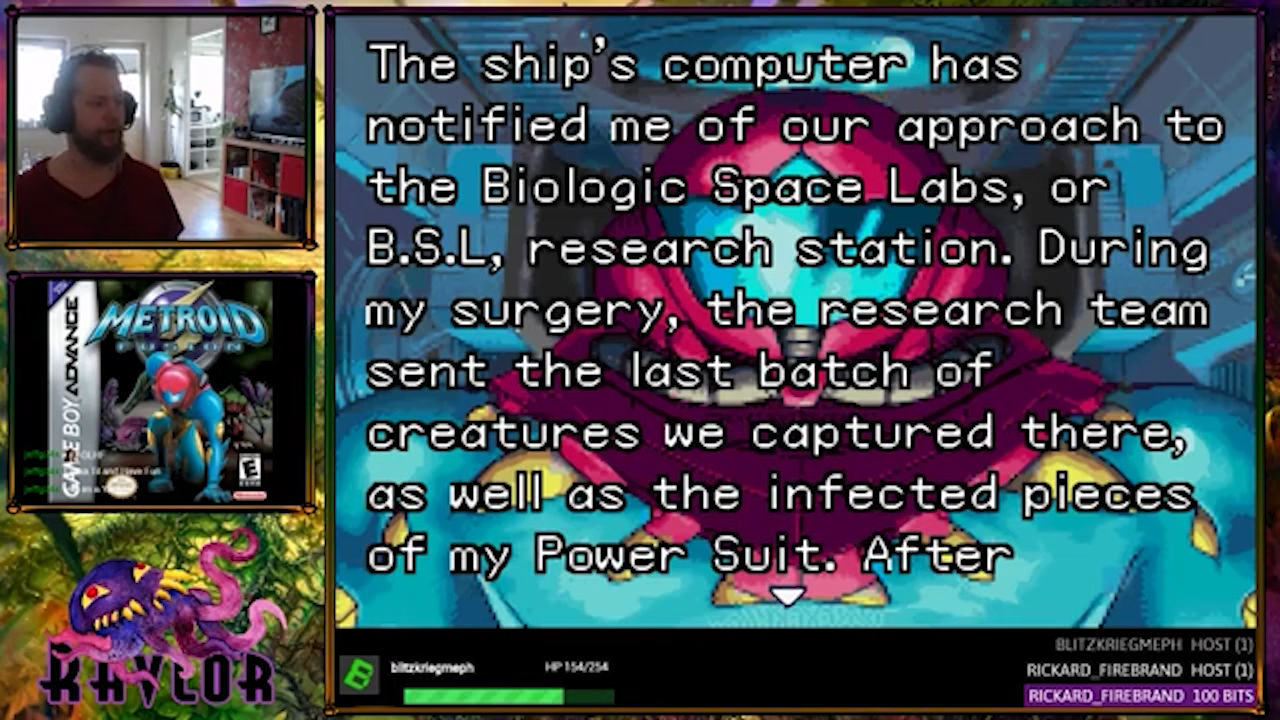 The ship's computer has
notified me of our approach to
the Biologic Space Labs, or
B.S.L, research station. During
my surgery, the research team
sent the last batch of
creatures we captured there,
as well as the infected pieces
of my Power Suit. After
GAME BOY ADVANCE
METROID
FUSION
E
Nintendo
RAYLOR
blitzkriegmeph
HP 154/254
BLITZKRIEGMEPH HOST (1)
RICKARD_FIREBRAND HOST (1)
RICKARD_FIREBRAND 100 BITS